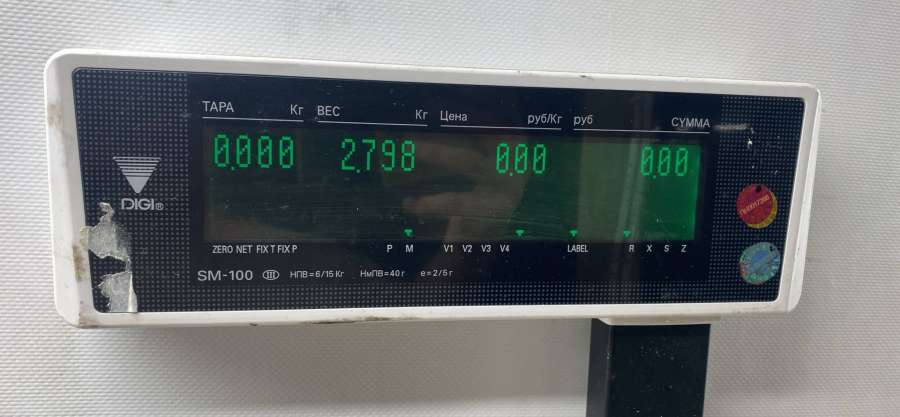 ТАРА Кг ВЕС Кг Цена руб/Кг руб СУММА
0.000 2.798 0.00 0.00
DIGI®
ZERO NET FIX T FIX P P M V1 V2 V3 V4 LABEL R X S Z
SM-100 III НПВ=6/15 Кг НмПВ=40 г e=2/5 г